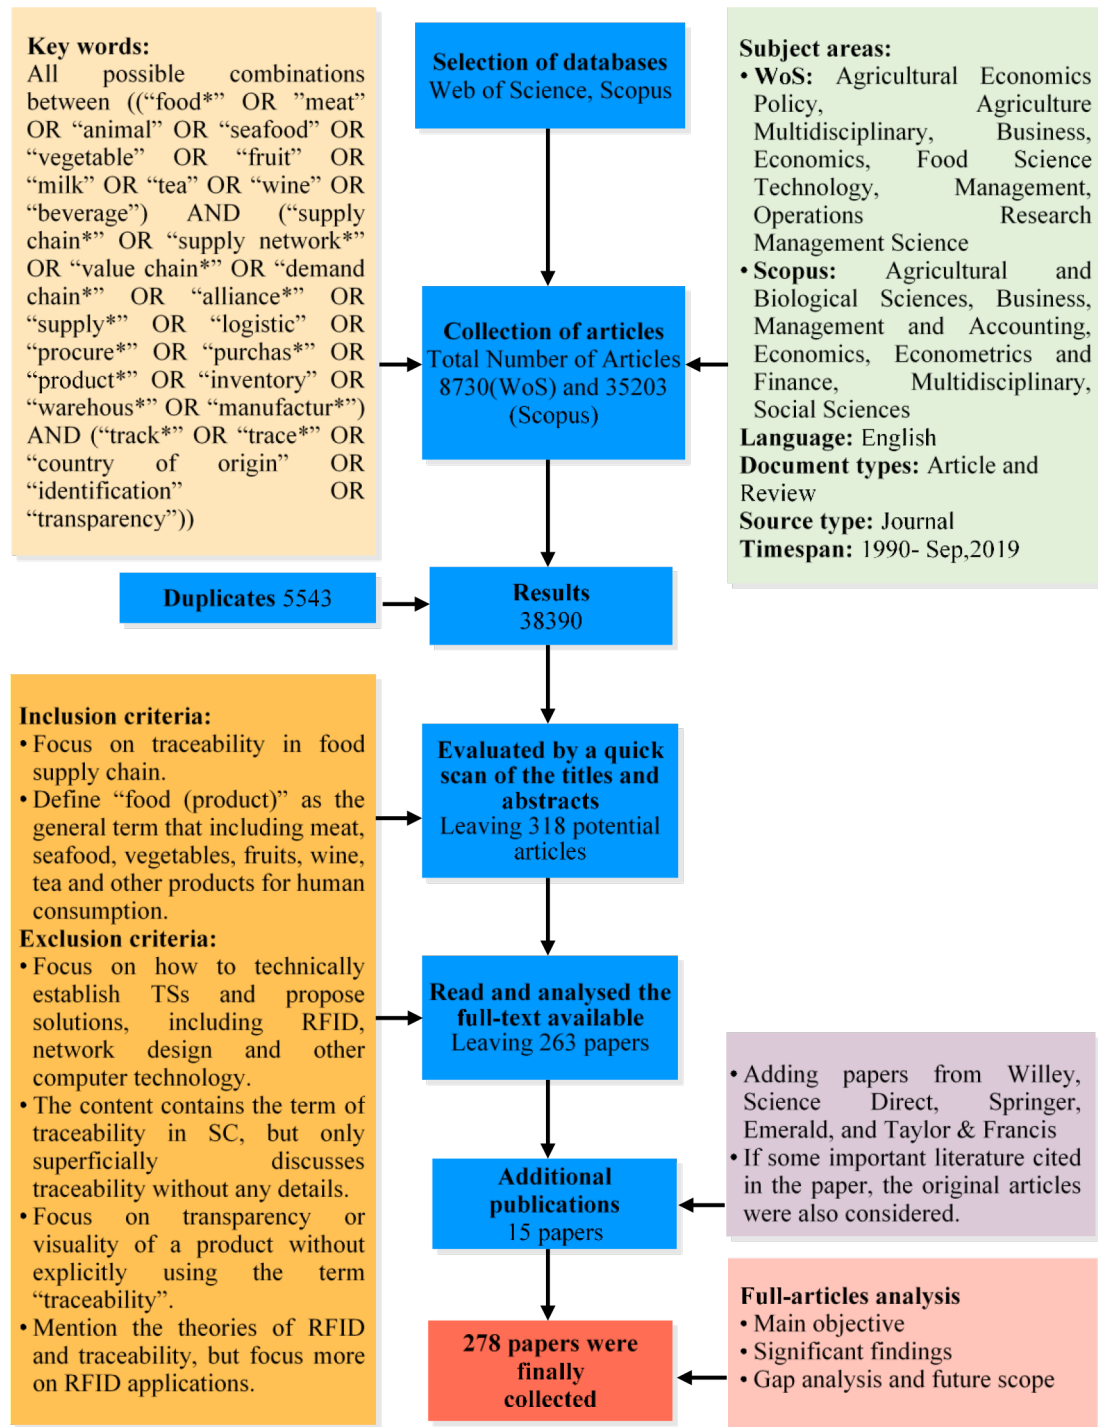 Key words:
All possible combinations
between ((“food*” OR ”meat”
OR “animal” OR “seafood” OR
“vegetable” OR “fruit” OR
“milk” OR “tea” OR “wine” OR
“beverage”) AND (“supply
chain*” OR “supply network*”
OR “value chain*” OR “demand
chain*” OR “alliance*” OR
“supply*” OR “logistic” OR
“procure*” OR “purchas*” OR
“product*” OR “inventory” OR
“warehous*” OR “manufactur*”)
AND (“track*” OR “trace*” OR
“country of origin” OR
“identification” OR
“transparency”))
Selection of databases
Web of Science, Scopus
Subject areas:
• WoS: Agricultural Economics
Policy, Agriculture
Multidisciplinary, Business,
Economics, Food Science
Technology, Management,
Operations Research
Management Science
• Scopus: Agricultural and
Biological Sciences, Business,
Management and Accounting,
Economics, Econometrics and
Finance, Multidisciplinary,
Social Sciences
Language: English
Document types: Article and
Review
Source type: Journal
Timespan: 1990- Sep,2019
Collection of articles
Total Number of Articles
8730(WoS) and 35203
(Scopus)
Duplicates 5543
Results
38390
Inclusion criteria:
• Focus on traceability in food
supply chain.
• Define “food (product)” as the
general term that including meat,
seafood, vegetables, fruits, wine,
tea and other products for human
consumption.
Exclusion criteria:
• Focus on how to technically
establish TSs and propose
solutions, including RFID,
network design and other
computer technology.
• The content contains the term of
traceability in SC, but only
superficially discusses
traceability without any details.
• Focus on transparency or
visuality of a product without
explicitly using the term
“traceability”.
• Mention the theories of RFID
and traceability, but focus more
on RFID applications.
Evaluated by a quick
scan of the titles and
abstracts
Leaving 318 potential
articles
Read and analysed the
full-text available
Leaving 263 papers
• Adding papers from Willey,
Science Direct, Springer,
Emerald, and Taylor & Francis
• If some important literature cited
in the paper, the original articles
were also considered.
Additional
publications
15 papers
Full-articles analysis
• Main objective
• Significant findings
• Gap analysis and future scope
278 papers were
finally
collected